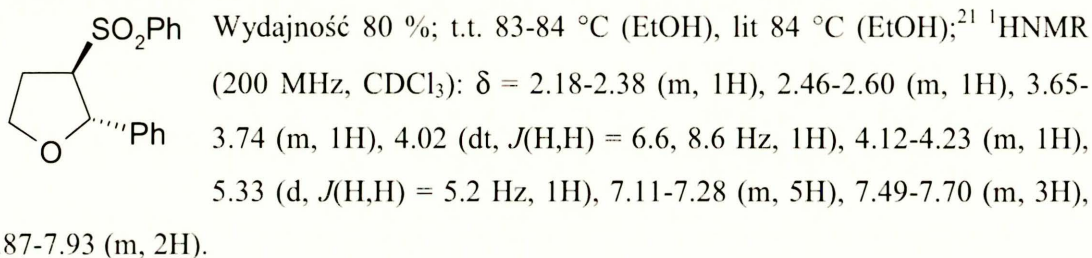 SO2Ph
Ph
O
Wydajność 80 %; t.t. 83-84 °C (EtOH), lit 84 °C (EtOH);21 1HNMR
(200 MHz, CDCl3): δ = 2.18-2.38 (m, 1H), 2.46-2.60 (m, 1H), 3.65-
3.74 (m, 1H), 4.02 (dt, J(H,H) = 6.6, 8.6 Hz, 1H), 4.12-4.23 (m, 1H),
5.33 (d, J(H,H) = 5.2 Hz, 1H), 7.11-7.28 (m, 5H), 7.49-7.70 (m, 3H),
87-7.93 (m, 2H).